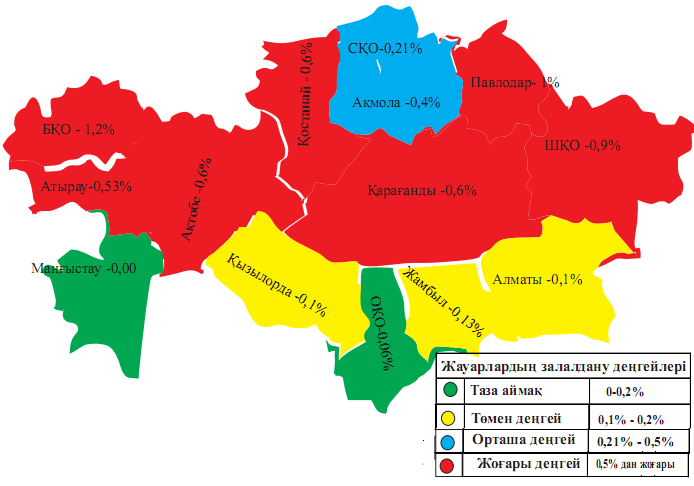 СҚО-0,21%
Қостанай - 0,6%
Павлодар- 1%
Ақмола -0,4%
БҚО - 1,2%
ШҚО -0,9%
Атырау-0,53%
Ақтөбе -0,6%
Қарағанды -0,6%
Маңғыстау -0,00
Қызылорда -0,1%
ОҚО-0,06%
Жамбыл -0,13%
Алматы -0,1%
Жауарлардың залалдану деңгейлері
Таза аймақ 0-0,2%
Төмен деңгей 0,1% - 0,2%
Орташа деңгей 0,21% - 0,5%
Жоғары деңгей 0,5% дан жоғары